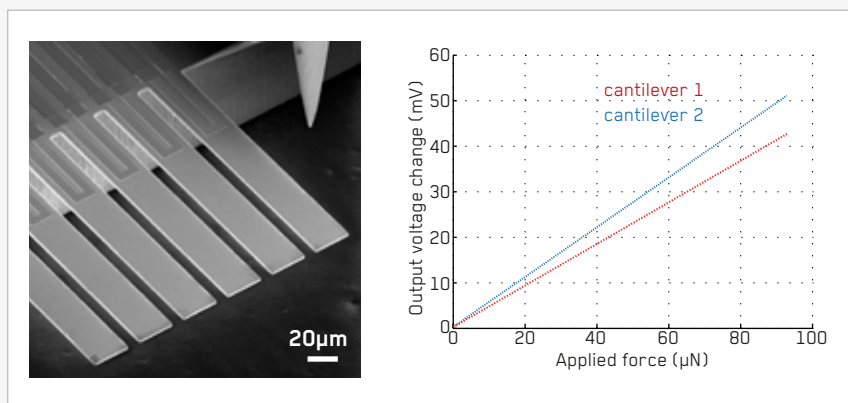 20µm
Output voltage change (mV)
60
50
40
30
20
10
0
cantilever 1
cantilever 2
0 20 40 60 80 100
Applied force (µN)